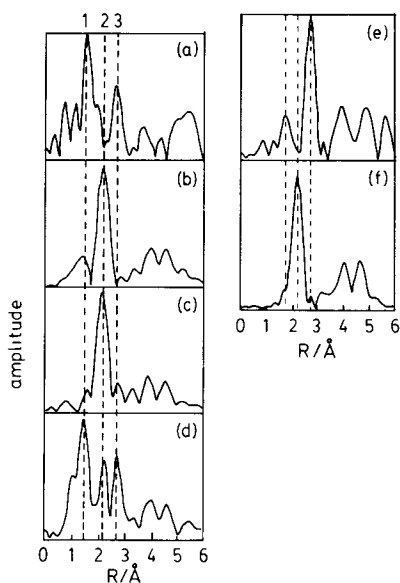 1 2 3
(a)
(b)
(c)
(d)
0 1 2 3 4 5 6
R/Å
amplitude
(e)
(f)
0 1 2 3 4 5 6
R/Å